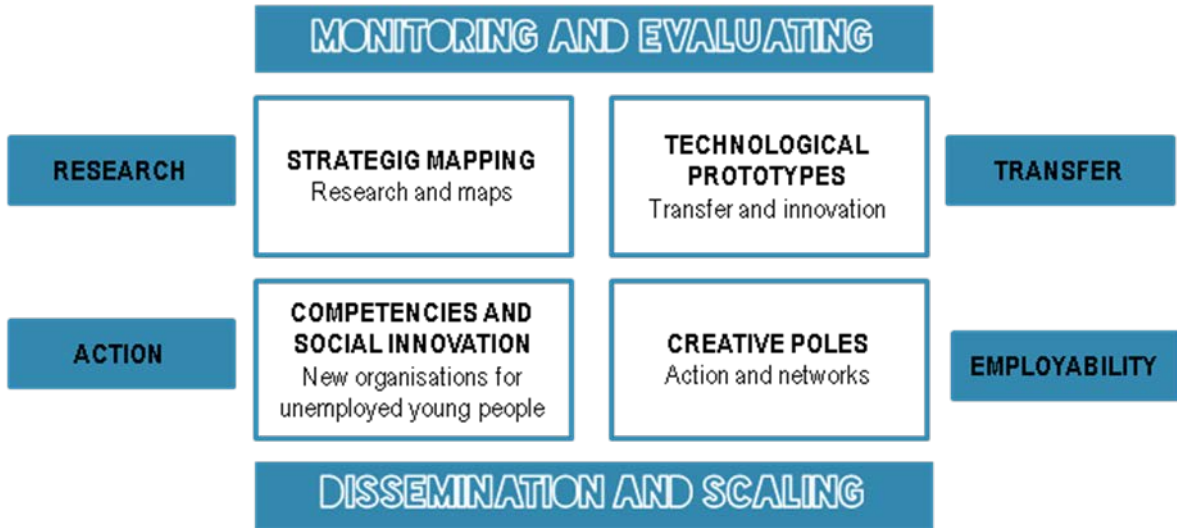 MONITORING AND EVALUATING
RESEARCH
STRATEGIG MAPPING
Research and maps
TECHNOLOGICAL
PROTOTYPES
Transfer and innovation
TRANSFER
ACTION
COMPETENCIES AND
SOCIAL INNOVATION
New organisations for
unemployed young people
CREATIVE POLES
Action and networks
EMPLOYABILITY
DISSEMINATION AND SCALING